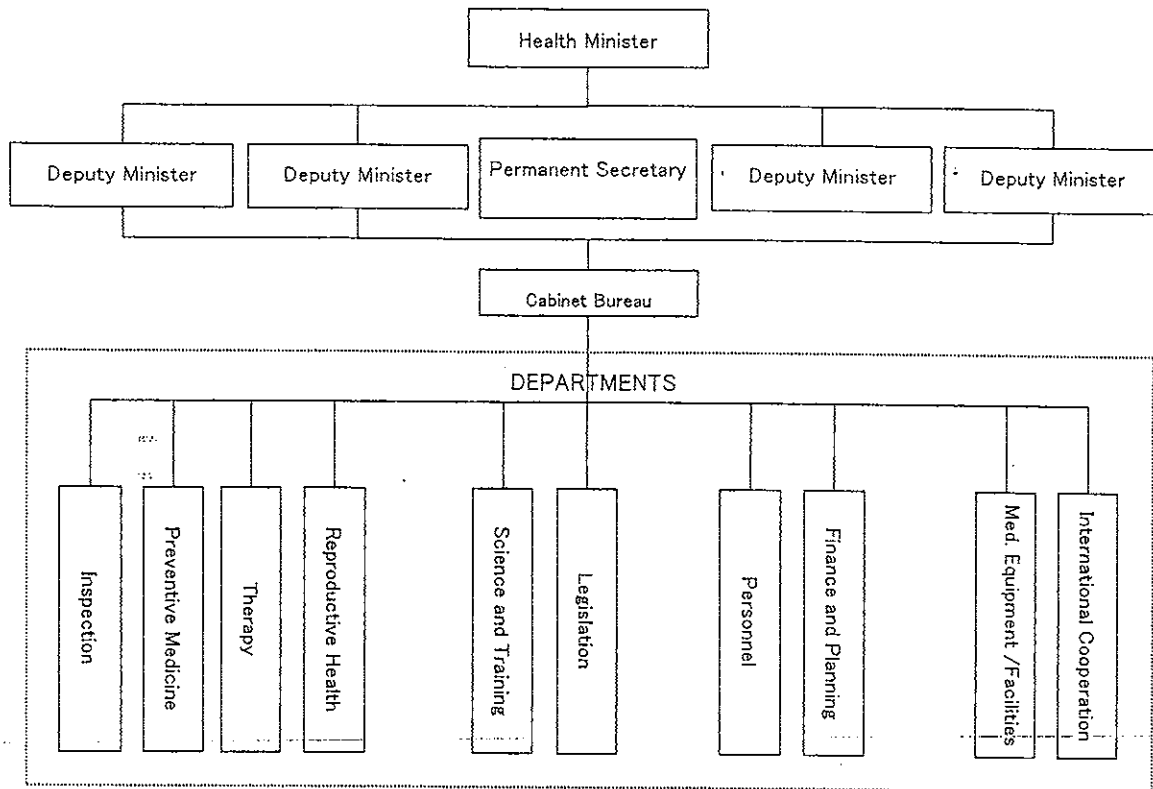 Health Minister
Deputy Minister
Deputy Minister
Permanent Secretary
Deputy Minister
Deputy Minister
Cabinet Bureau
DEPARTMENTS
Inspection
Preventive Medicine
Therapy
Reproductive Health
Science and Training
Legislation
Personnel
Finance and Planning
Med. Equipment /Facilities
International Cooperation